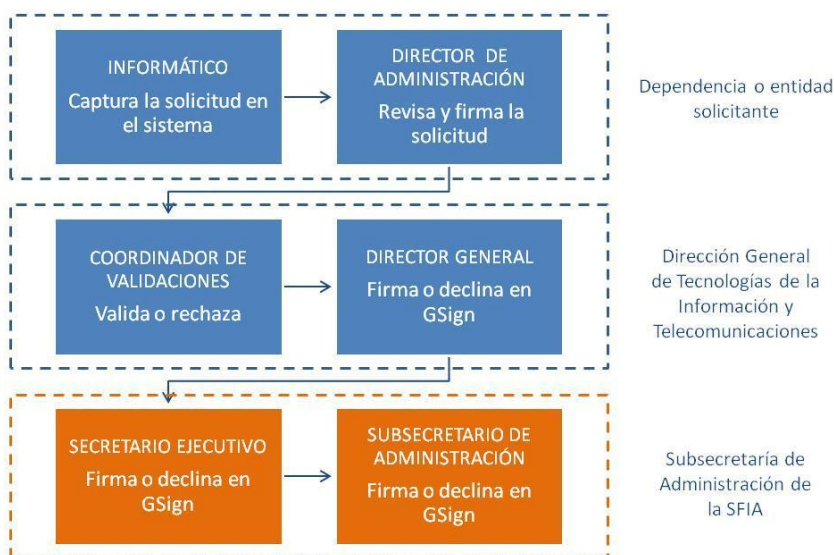 INFORMÁTICO
Captura la solicitud en
el sistema
DIRECTOR DE
ADMINISTRACIÓN
Revisa y firma la
solicitud
Dependencia o entidad
solicitante
COORDINADOR DE
VALIDACIONES
Valida o rechaza
DIRECTOR GENERAL
Firma o declina en
GSign
Dirección General
de Tecnologías de la
Información y
Telecomunicaciones
SECRETARIO EJECUTIVO
Firma o declina en
GSign
SUBSECRETARIO DE
ADMINISTRACIÓN
Firma o declina en
GSign
Subsecretaría de
Administración de
la SFIA